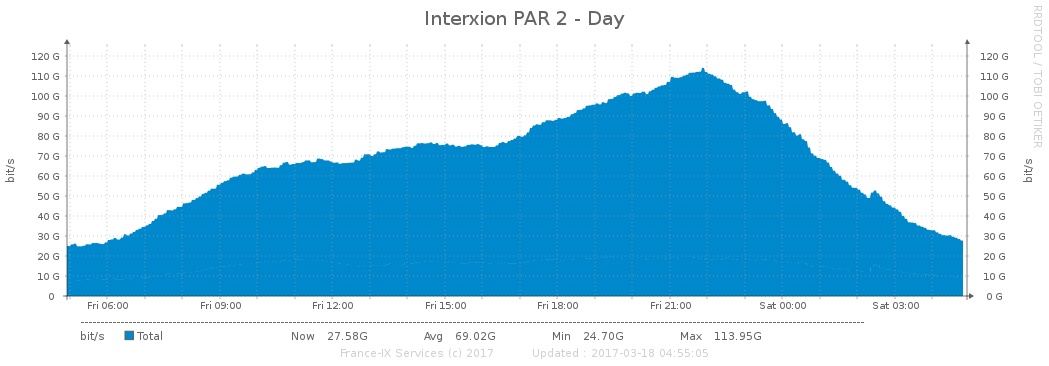 Interxion PAR 2 - Day
RRDTOOL / TOBI OETIKER
120 G 120 G
110 G 110 G
100 G 100 G
90 G 90 G
80 G 80 G
70 G 70 G
60 G 60 G
50 G 50 G
40 G 40 G
30 G 30 G
20 G 20 G
10 G 10 G
0 0 G
bit/s
bit/s
Fri 06:00 Fri 09:00 Fri 12:00 Fri 15:00 Fri 18:00 Fri 21:00 Sat 00:00 Sat 03:00
bit/s Total Now 27.58G Avg 69.02G Min 24.70G Max 113.95G
France-IX Services (c) 2017 Updated : 2017-03-18 04:55:05